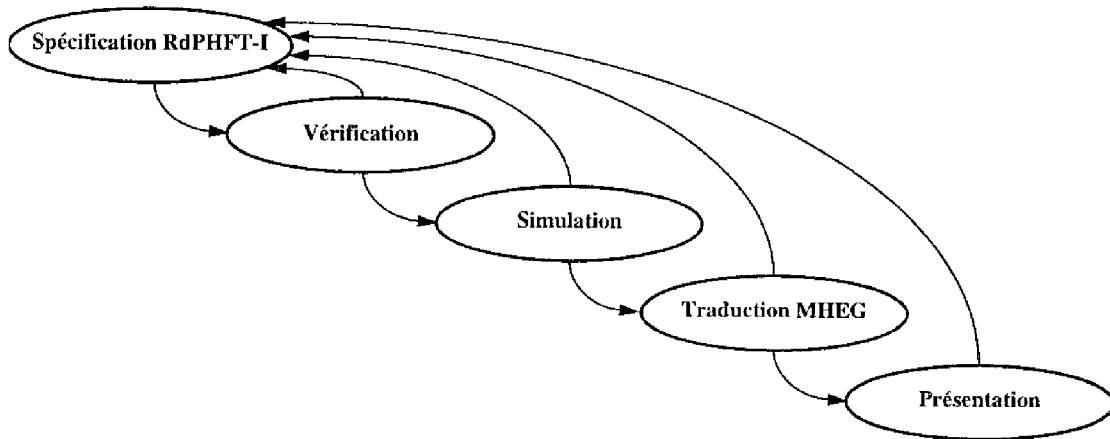 Spécification RdPHFT-I
Vérification
Simulation
Traduction MHEG
Présentation